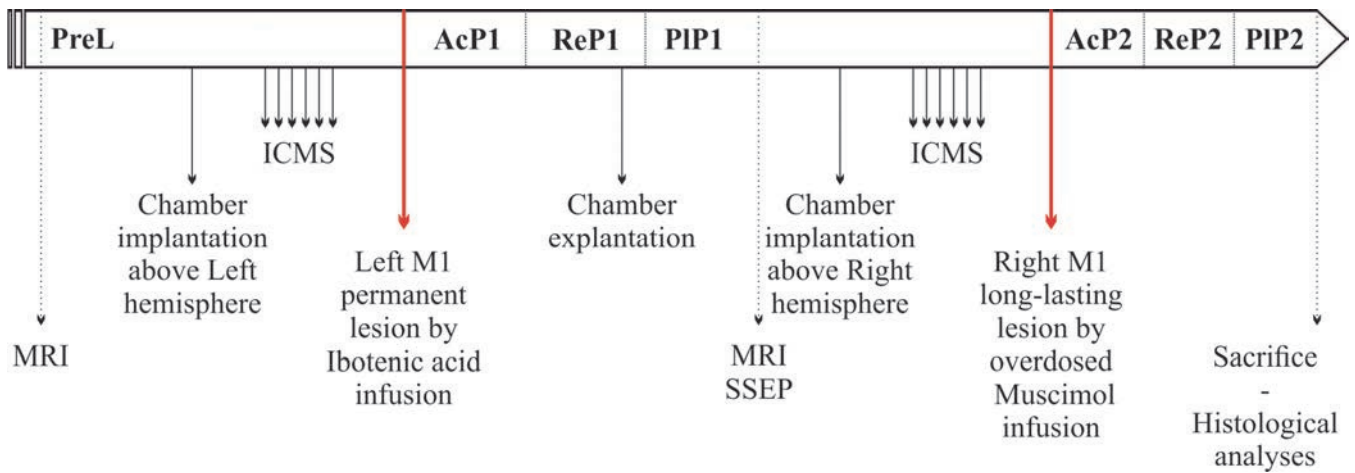 PreL AcP1 ReP1 PlP1 AcP2 ReP2 PlP2
ICMS
ICMS
Chamber
implantation
above Left
hemisphere
Left M1
permanent
lesion by
Ibotenic acid
infusion
Chamber
explantation
Chamber
implantation
above Right
hemisphere
Right M1
long-lasting
lesion by
overdosed
Muscimol
infusion
MRI
MRI
SSEP
Sacrifice
-
Histological
analyses